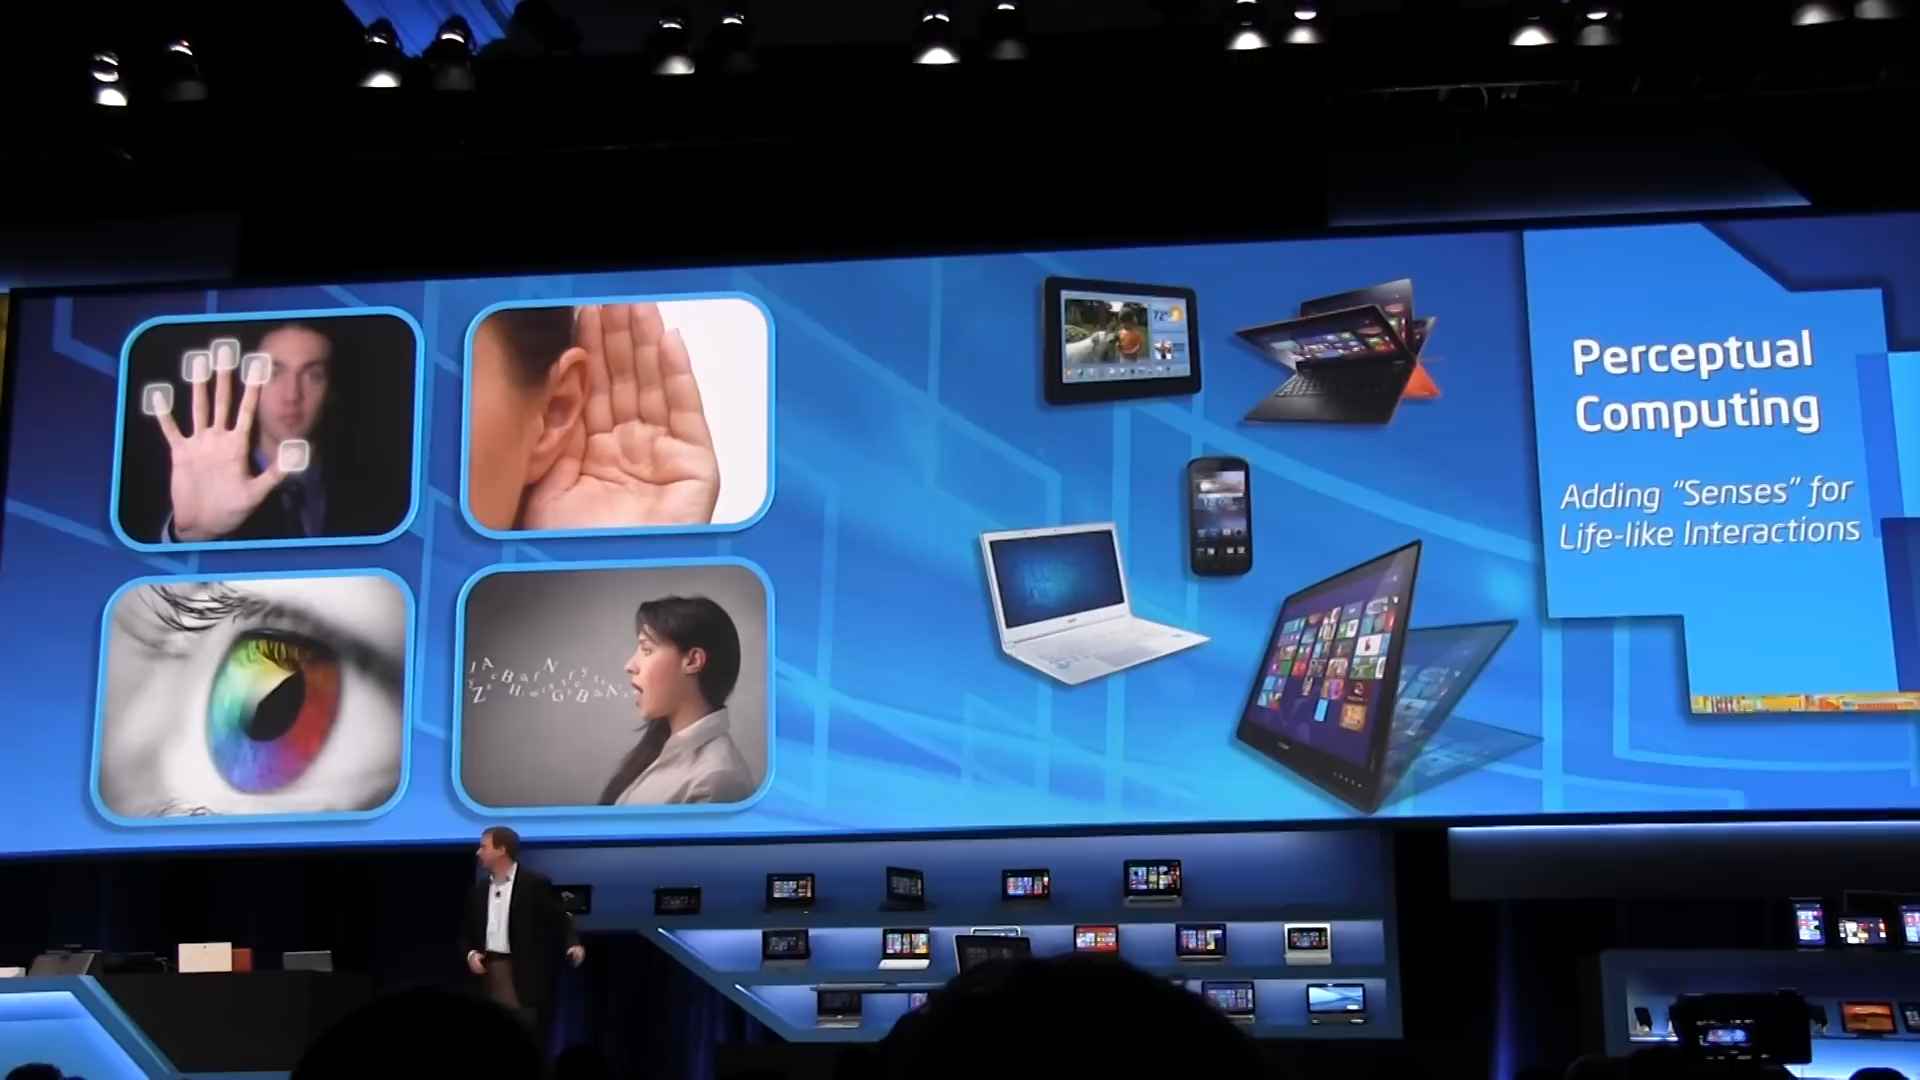 Perceptual
Computing
Adding "Senses" for
Life-like Interactions